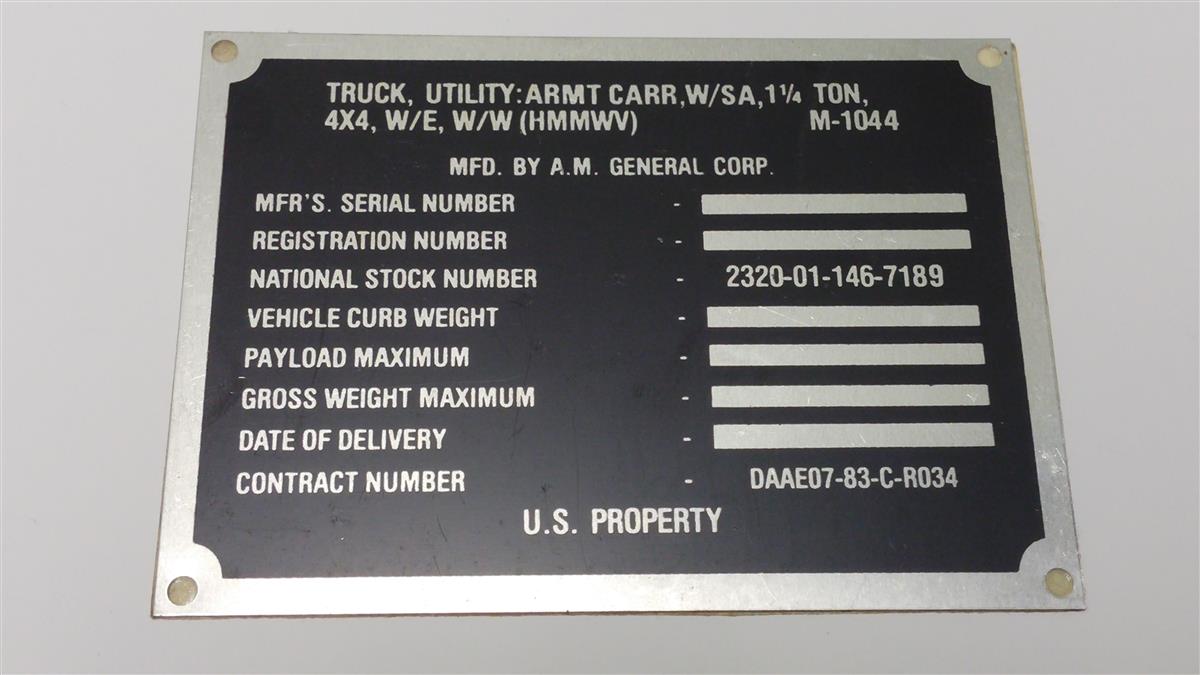 TRUCK, UTILITY: ARMT CARR, W/SA, 1 1/4 TON,
4X4, W/E, W/W (HMMWV) M-1044
MFD. BY A.M. GENERAL CORP.
MFR'S. SERIAL NUMBER -
REGISTRATION NUMBER -
NATIONAL STOCK NUMBER - 2320-01-146-7189
VEHICLE CURB WEIGHT -
PAYLOAD MAXIMUM -
GROSS WEIGHT MAXIMUM -
DATE OF DELIVERY -
CONTRACT NUMBER - DAAE07-83-C-R034
U.S. PROPERTY